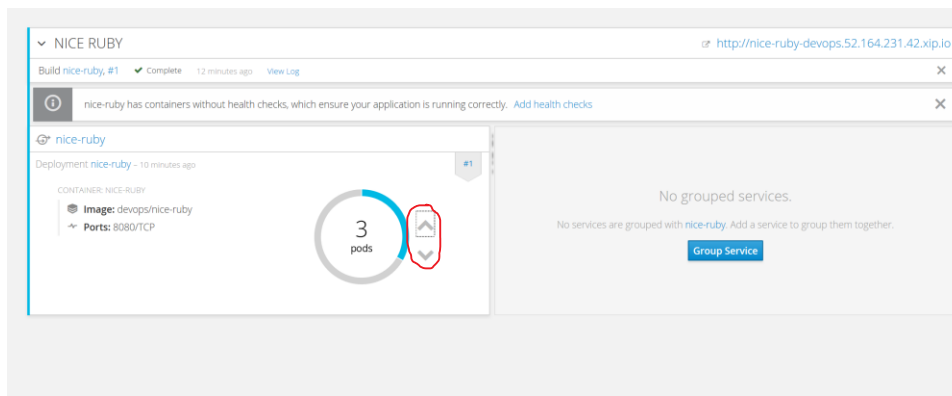 NICE RUBY
http://nice-ruby-devops.52.164.231.42.xip.io
Build nice-ruby, #1 Complete 12 minutes ago View Log
nice-ruby has containers without health checks, which ensure your application is running correctly. Add health checks
nice-ruby
Deployment nice-ruby - 10 minutes ago
#1
CONTAINER: NICE-RUBY
Image: devops/nice-ruby
Ports: 8080/TCP
3
pods
No grouped services.
No services are grouped with nice-ruby. Add a service to group them together.
Group Service